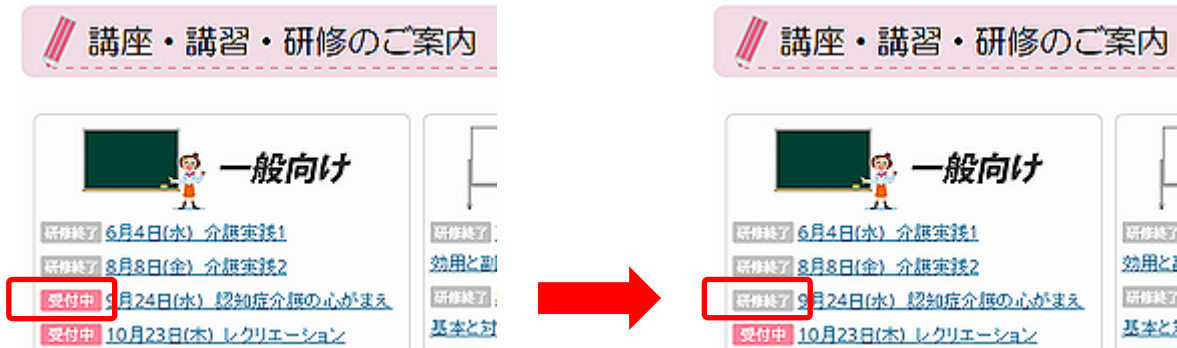 講座・講習・研修のご案内
一般向け
研修終了 6月4日(水) 介護実践1
研修終了 8月8日(金) 介護実践2
受付中 9月24日(水) 認知症介護の心がまえ
受付中 10月23日(木) レクリエーション
研修終了
効用と副
研修終了
基本と対
講座・講習・研修のご案内
一般向け
研修終了 6月4日(水) 介護実践1
研修終了 8月8日(金) 介護実践2
研修終了 9月24日(水) 認知症介護の心がまえ
受付中 10月23日(木) レクリエーション
研修終了
効用と
研修終了
基本と